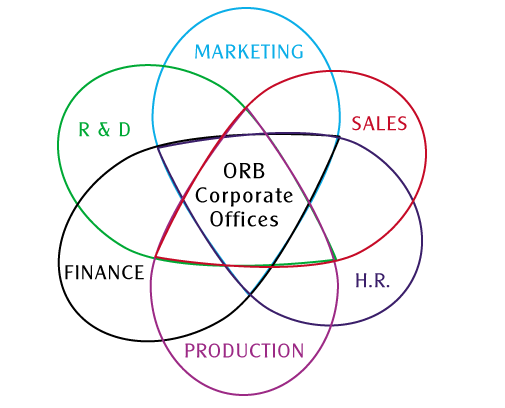 MARKETING
R & D
SALES
ORB
Corporate
Offices
FINANCE
H.R.
PRODUCTION